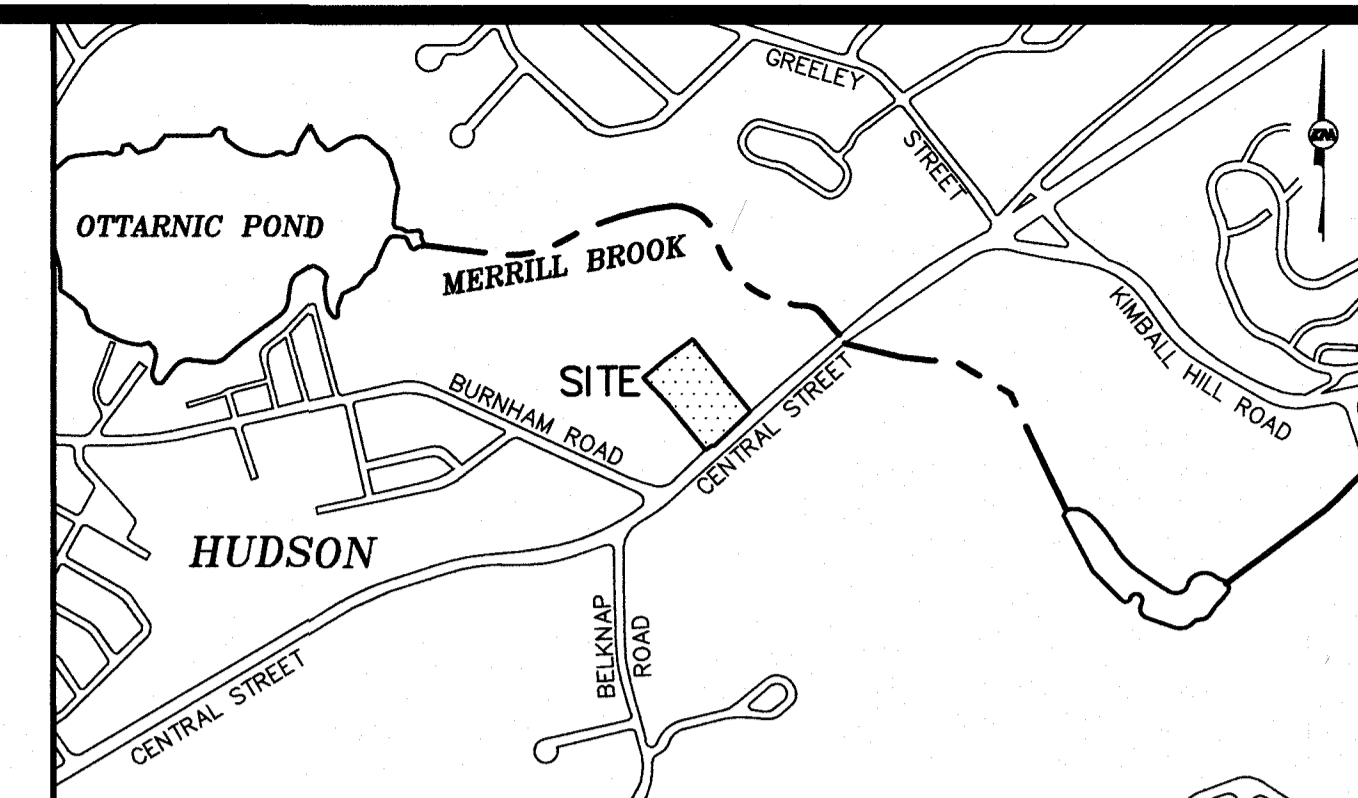 GREELEY
STREET
OTTARNIC POND
MERRILL BROOK
KIMBALL HILL ROAD
SITE
BURNHAM ROAD
CENTRAL STREET
HUDSON
BELKNAP
ROAD
CENTRAL STREET